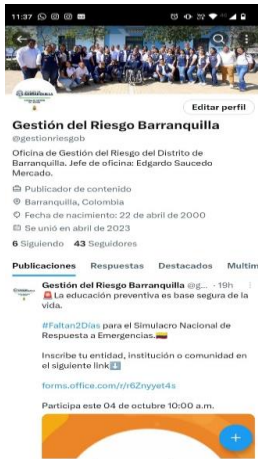 11:37
Editar perfil
Gestión del Riesgo Barranquilla
@gestionriesgob
Oficina de Gestión del Riesgo del Distrito de
Barranquilla. Jefe de oficina: Edgardo Saucedo
Mercado.
Publicador de contenido
Barranquilla, Colombia
Fecha de nacimiento: 22 de abril de 2000
Se unió en abril de 2023
6 Siguiendo 43 Seguidores
Publicaciones Respuestas Destacados Multim
Gestión del Riesgo Barranquilla @g... · 19h
🚨La educación preventiva es base segura de la
vida.
#Faltan2Días para el Simulacro Nacional de
Respuesta a Emergencias.🇨🇴
Inscribe tu entidad, institución o comunidad en
el siguiente link⬇️
forms.office.com/r/r6Znyyet4s
Participa este 04 de octubre 10:00 a.m.